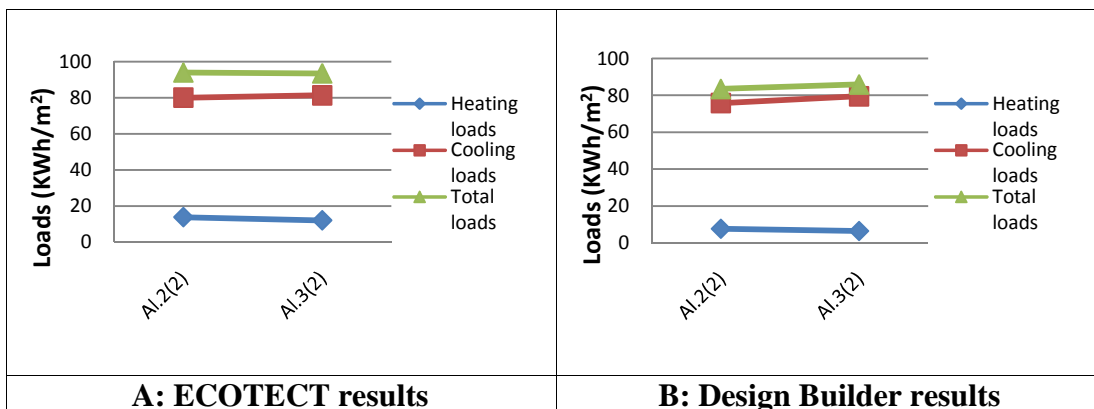 100
80
60
40
20
0
Loads (KWh/m²)
Al.2(2)
Al.3(2)
Heating
loads
Cooling
loads
Total
loads
A: ECOTECT results
100
80
60
40
20
0
Loads (KWh/m²)
Al.2(2)
Al.3(2)
Heating
loads
Cooling
loads
Total
loads
B: Design Builder results